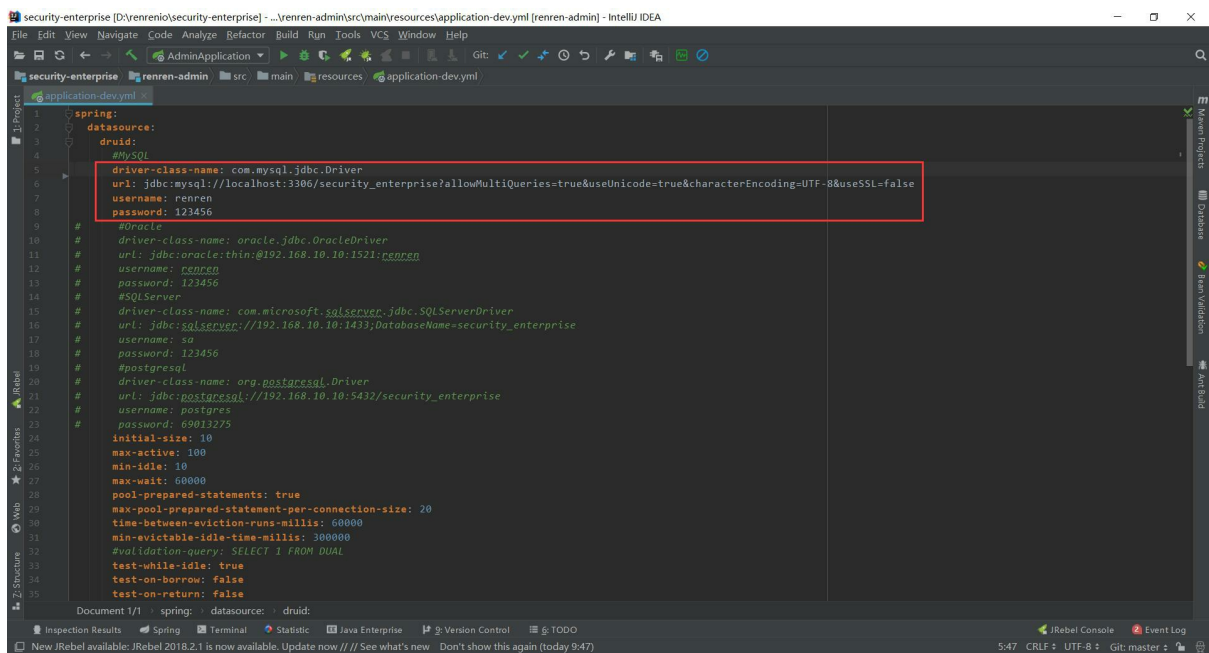 security-enterprise [D:\renrenio\security-enterprise] - ...\renren-admin\src\main\resources\application-dev.yml [renren-admin] - IntelliJ IDEA
File Edit View Navigate Code Analyze Refactor Build Run Tools VCS Window Help
AdminApplication Git:
security-enterprise renren-admin src main resources application-dev.yml
application-dev.yml
1: Project
Maven Projects
Database
Bean Validation
Ant Build
JRebel
2: Favorites
Web
Z: Structure
1 spring:
2 datasource:
3 druid:
4 #MySQL
5 driver-class-name: com.mysql.jdbc.Driver
6 url: jdbc:mysql://localhost:3306/security_enterprise?allowMultiQueries=true&useUnicode=true&characterEncoding=UTF-8&useSSL=false
7 username: renren
8 password: 123456
9 # #Oracle
10 # driver-class-name: oracle.jdbc.OracleDriver
11 # url: jdbc:oracle:thin:@192.168.10.10:1521:renren
12 # username: renren
13 # password: 123456
14 # #SQLServer
15 # driver-class-name: com.microsoft.sqlserver.jdbc.SQLServerDriver
16 # url: jdbc:sqlserver://192.168.10.10:1433;DatabaseName=security_enterprise
17 # username: sa
18 # password: 123456
19 # #postgresql
20 # driver-class-name: org.postgresql.Driver
21 # url: jdbc:postgresql://192.168.10.10:5432/security_enterprise
22 # username: postgres
23 # password: 69013275
24 initial-size: 10
25 max-active: 100
26 min-idle: 10
27 max-wait: 60000
28 pool-prepared-statements: true
29 max-pool-prepared-statement-per-connection-size: 20
30 time-between-eviction-runs-millis: 60000
31 min-evictable-idle-time-millis: 300000
32 #validation-query: SELECT 1 FROM DUAL
33 test-while-idle: true
34 test-on-borrow: false
35 test-on-return: false
Document 1/1 › spring: › datasource: › druid:
Inspection Results Spring Terminal Statistic Java Enterprise 9: Version Control 6: TODO JRebel Console 2 Event Log
New JRebel available: JRebel 2018.2.1 is now available. Update now // // See what's new Don't show this again (today 9:47) 5:47 CRLF UTF-8 Git: master